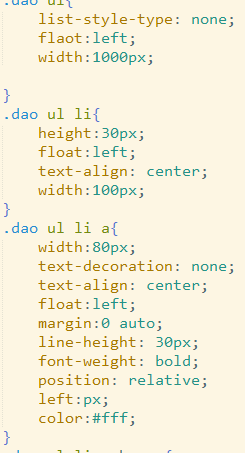 .dao ul{
list-style-type: none;
flaot:left;
width:1000px;
}
.dao ul li{
height:30px;
float:left;
text-align: center;
width:100px;
}
.dao ul li a{
width:80px;
text-decoration: none;
text-align: center;
float:left;
margin:0 auto;
line-height: 30px;
font-weight: bold;
position: relative;
left:px;
color:#fff;
}